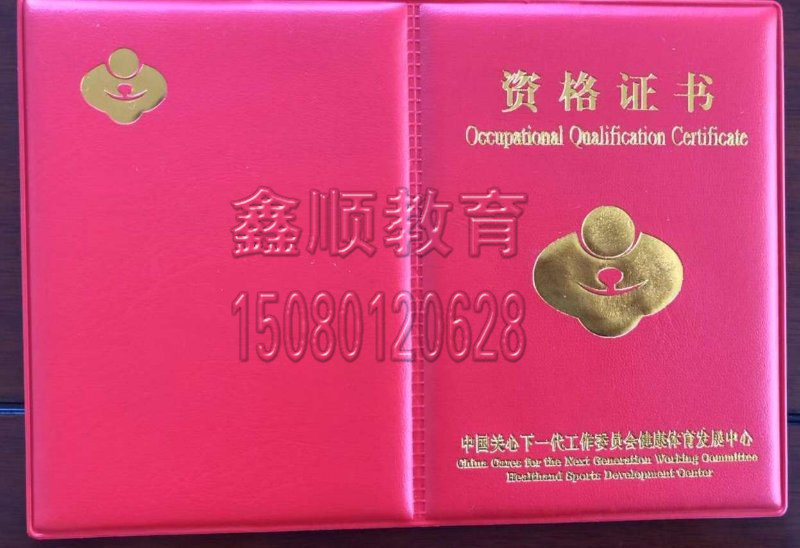 资格证书
Occupational Qualification Certificate
鑫顺教育
15080120628
中国关心下一代工作委员会健康体育发展中心
China Cares for the Next Generation Working Committee
Healthand Sports Development Center